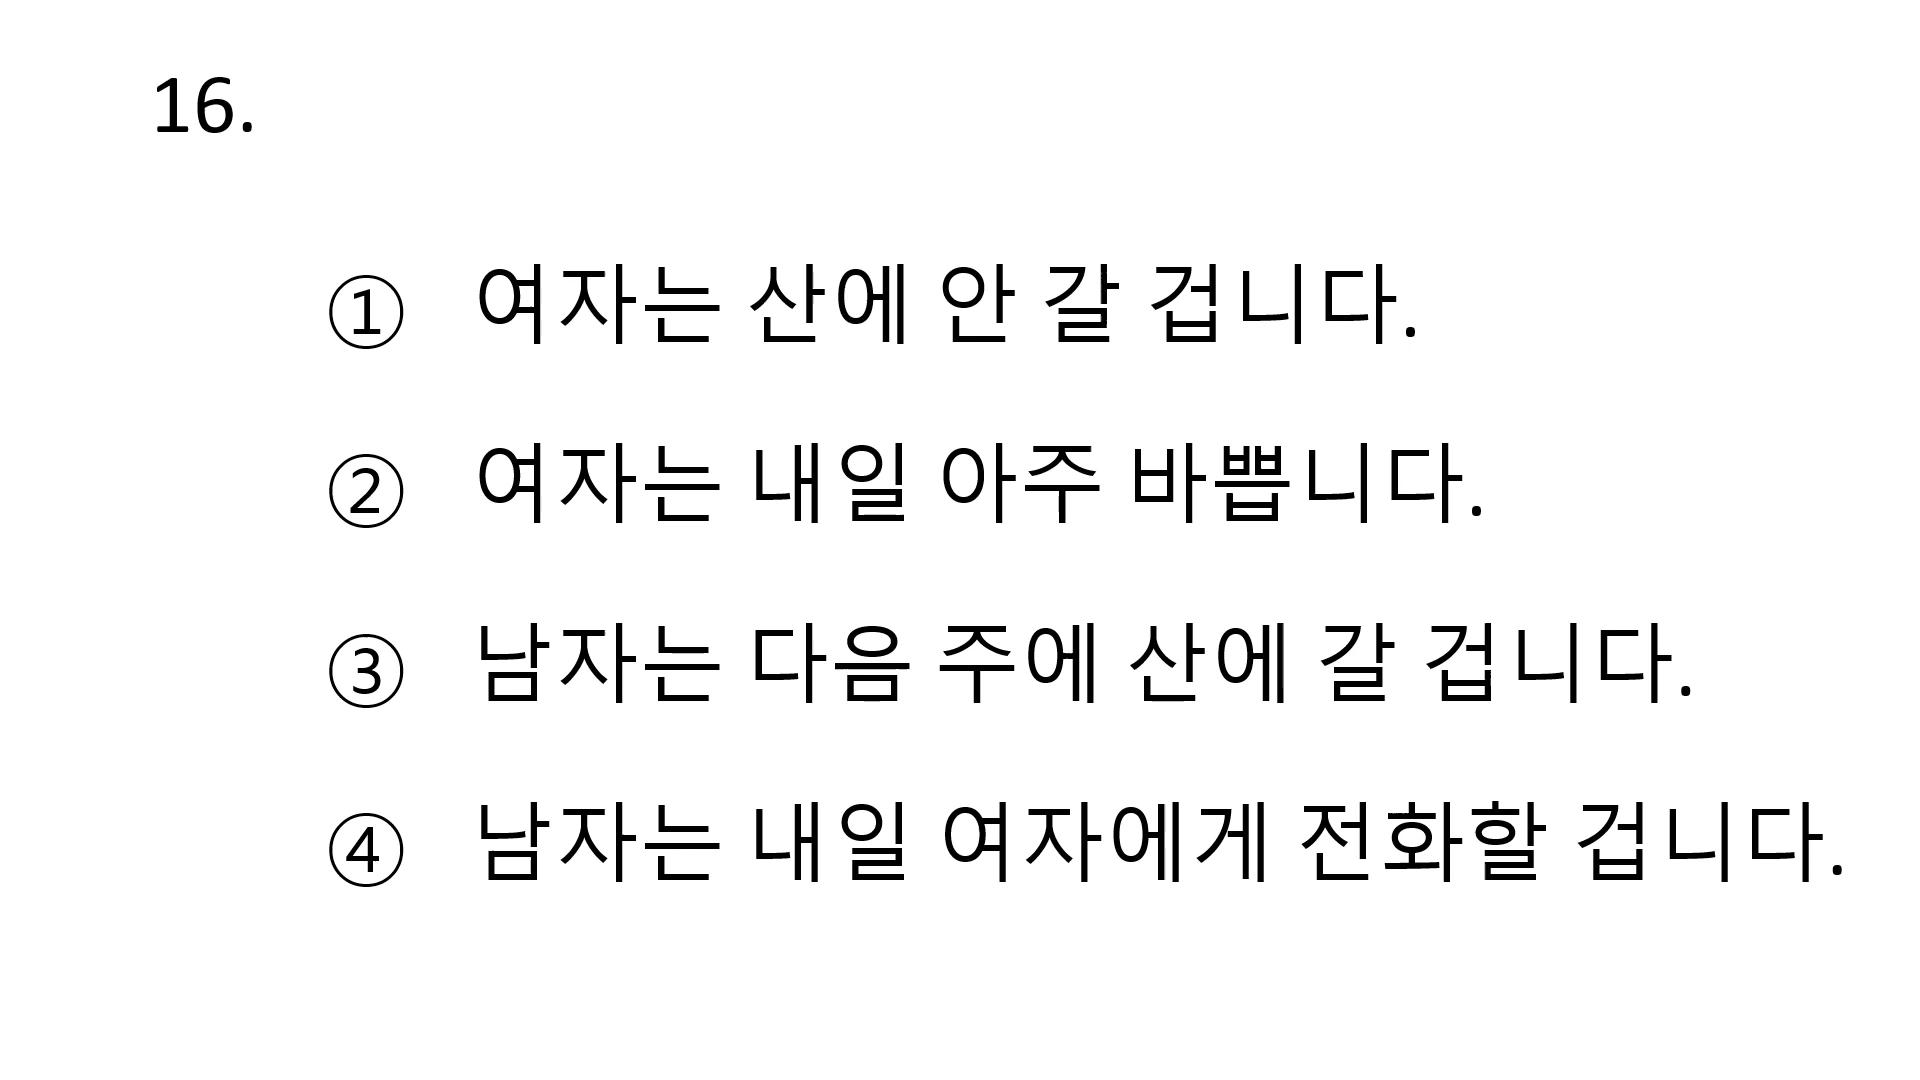 16.
① 여자는 산에 안 갈 겁니다.
② 여자는 내일 아주 바쁩니다.
③ 남자는 다음 주에 산에 갈 겁니다.
④ 남자는 내일 여자에게 전화할 겁니다.